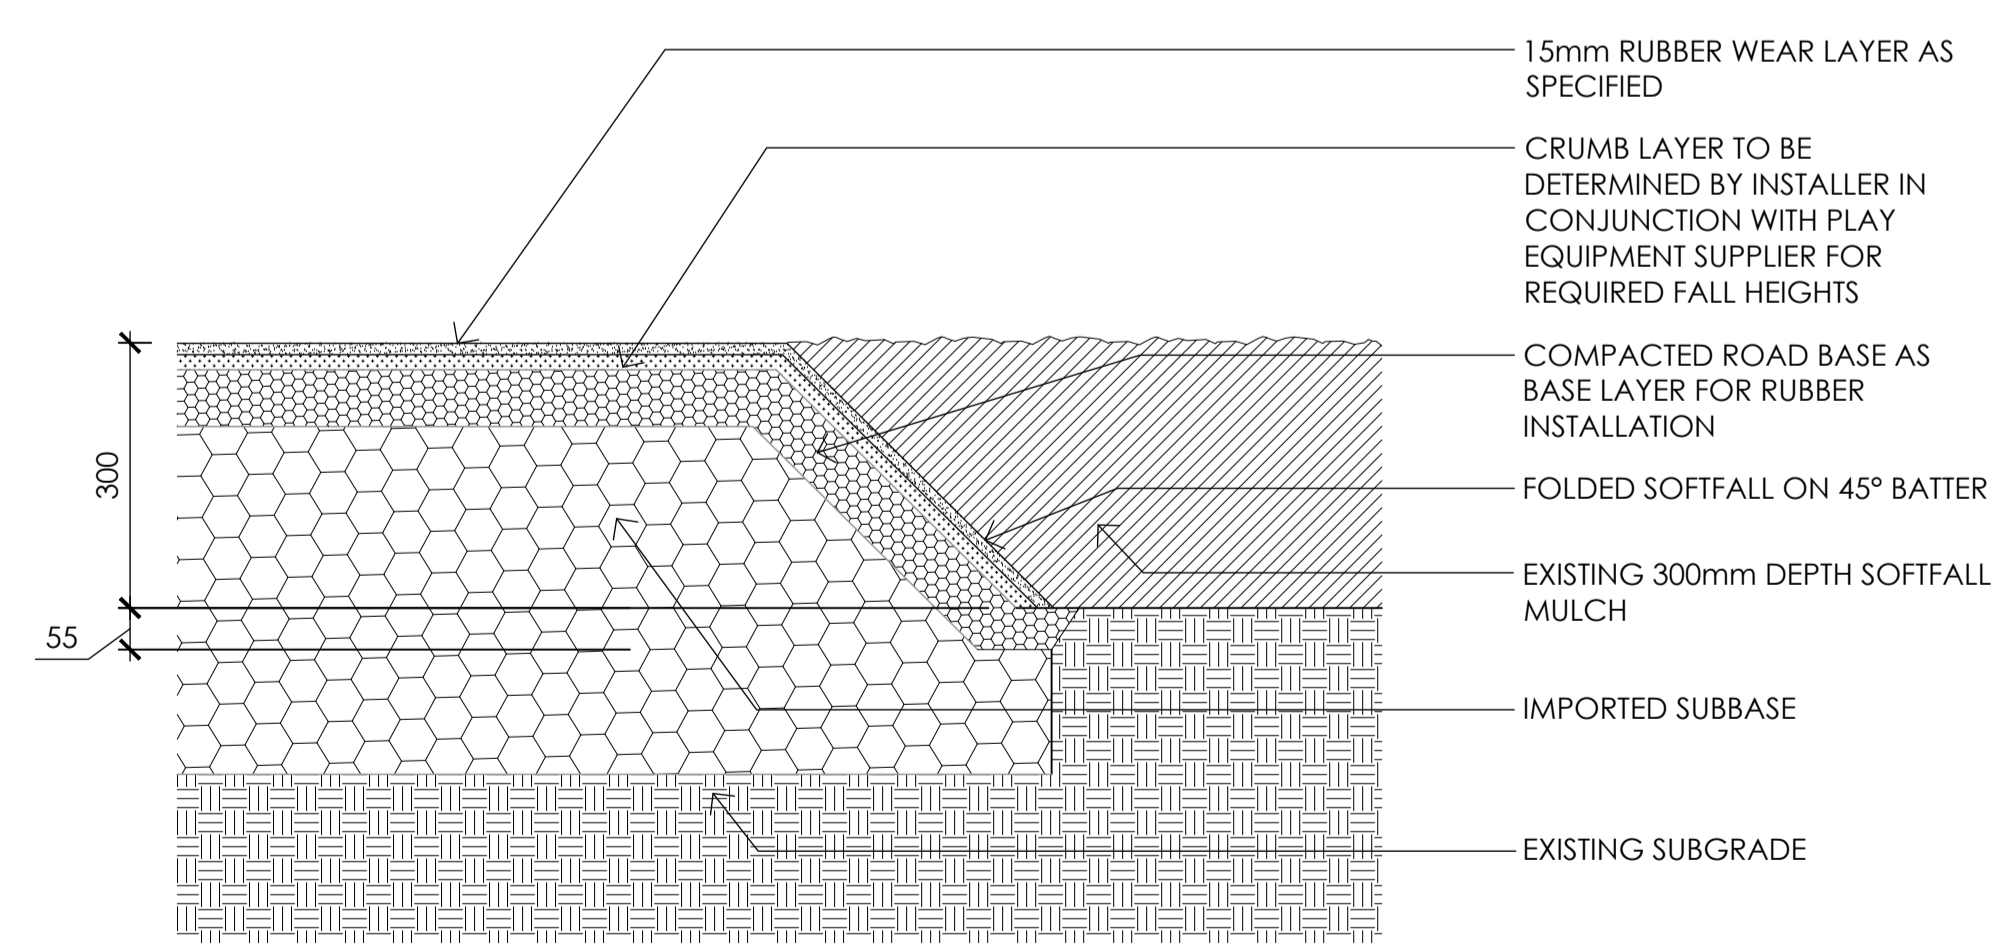 15mm RUBBER WEAR LAYER AS
SPECIFIED
CRUMB LAYER TO BE
DETERMINED BY INSTALLER IN
CONJUNCTION WITH PLAY
EQUIPMENT SUPPLIER FOR
REQUIRED FALL HEIGHTS
COMPACTED ROAD BASE AS
BASE LAYER FOR RUBBER
INSTALLATION
FOLDED SOFTFALL ON 45° BATTER
EXISTING 300mm DEPTH SOFTFALL
MULCH
IMPORTED SUBBASE
EXISTING SUBGRADE
300
55